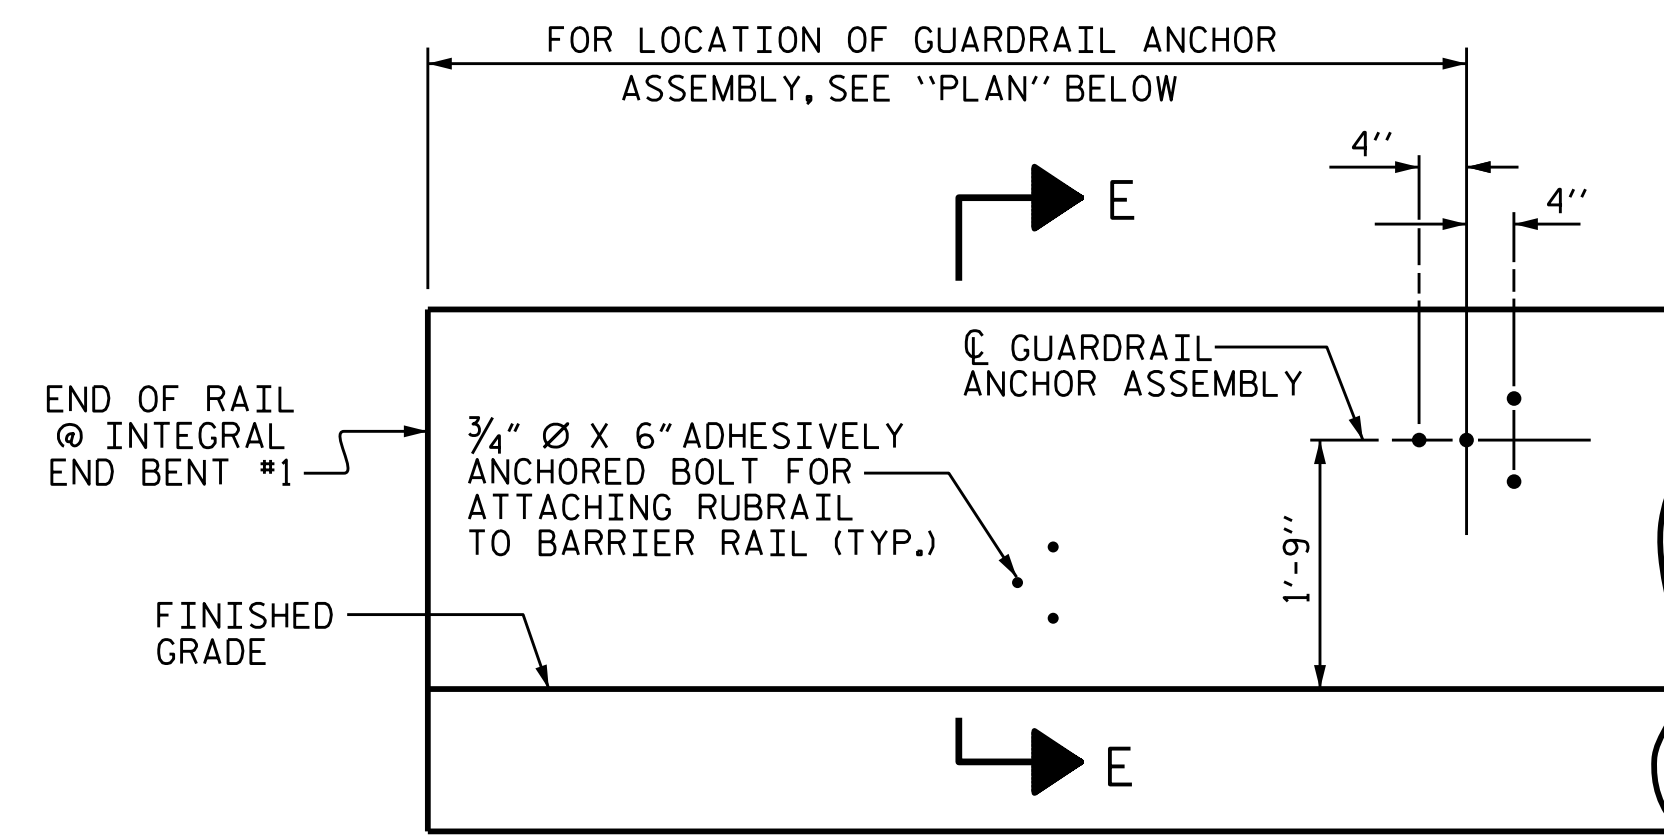 FOR LOCATION OF GUARDRAIL ANCHOR
ASSEMBLY, SEE "PLAN" BELOW
4"
4"
E
℄ GUARDRAIL
ANCHOR ASSEMBLY
END OF RAIL
@ INTEGRAL
END BENT #1
3/4" Ø X 6" ADHESIVELY
ANCHORED BOLT FOR
ATTACHING RUBRAIL
TO BARRIER RAIL (TYP.)
1'-9"
FINISHED
GRADE
E